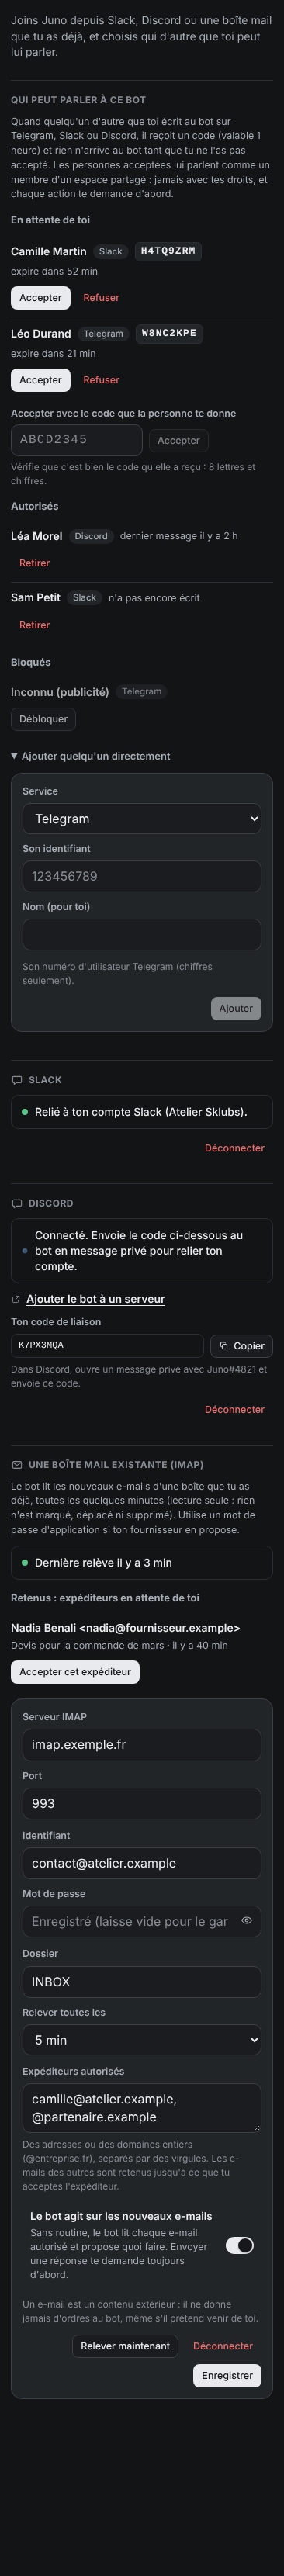 Joins Juno depuis Slack, Discord ou une boîte mail
que tu as déjà, et choisis qui d'autre que toi peut
lui parler.
QUI PEUT PARLER À CE BOT
Quand quelqu'un d'autre que toi écrit au bot sur
Telegram, Slack ou Discord, il reçoit un code (valable 1
heure) et rien n'arrive au bot tant que tu ne l'as pas
accepté. Les personnes acceptées lui parlent comme un
membre d'un espace partagé : jamais avec tes droits, et
chaque action te demande d'abord.
En attente de toi
Camille Martin Slack H4TQ9ZRM
expire dans 52 min
Accepter Refuser
Léo Durand Telegram W8NC2KPE
expire dans 21 min
Accepter Refuser
Accepter avec le code que la personne te donne
ABCD2345 Accepter
Vérifie que c'est bien le code qu'elle a reçu : 8 lettres et
chiffres.
Autorisés
Léa Morel Discord dernier message il y a 2 h
Retirer
Sam Petit Slack n'a pas encore écrit
Retirer
Bloqués
Inconnu (publicité) Telegram
Débloquer
Ajouter quelqu'un directement
Service
Telegram
Son identifiant
123456789
Nom (pour toi)
Son numéro d'utilisateur Telegram (chiffres
seulement).
Ajouter
SLACK
Relié à ton compte Slack (Atelier Sklubs).
Déconnecter
DISCORD
Connecté. Envoie le code ci-dessous au
bot en message privé pour relier ton
compte.
Ajouter le bot à un serveur
Ton code de liaison
K7PX3MQA Copier
Dans Discord, ouvre un message privé avec Juno#4821 et
envoie ce code.
Déconnecter
UNE BOÎTE MAIL EXISTANTE (IMAP)
Le bot lit les nouveaux e-mails d'une boîte que tu as
déjà, toutes les quelques minutes (lecture seule : rien
n'est marqué, déplacé ni supprimé). Utilise un mot de
passe d'application si ton fournisseur en propose.
Dernière relève il y a 3 min
Retenus : expéditeurs en attente de toi
Nadia Benali <nadia@fournisseur.example>
Devis pour la commande de mars · il y a 40 min
Accepter cet expéditeur
Serveur IMAP
imap.exemple.fr
Port
993
Identifiant
contact@atelier.example
Mot de passe
Enregistré (laisse vide pour le gar
Dossier
INBOX
Relever toutes les
5 min
Expéditeurs autorisés
camille@atelier.example,
@partenaire.example
Des adresses ou des domaines entiers
(@entreprise.fr), séparés par des virgules. Les e-
mails des autres sont retenus jusqu'à ce que tu
acceptes l'expéditeur.
Le bot agit sur les nouveaux e-mails
Sans routine, le bot lit chaque e-mail
autorisé et propose quoi faire. Envoyer
une réponse te demande toujours
d'abord.
Un e-mail est un contenu extérieur : il ne donne
jamais d'ordres au bot, même s'il prétend venir de toi.
Relever maintenant Déconnecter
Enregistrer